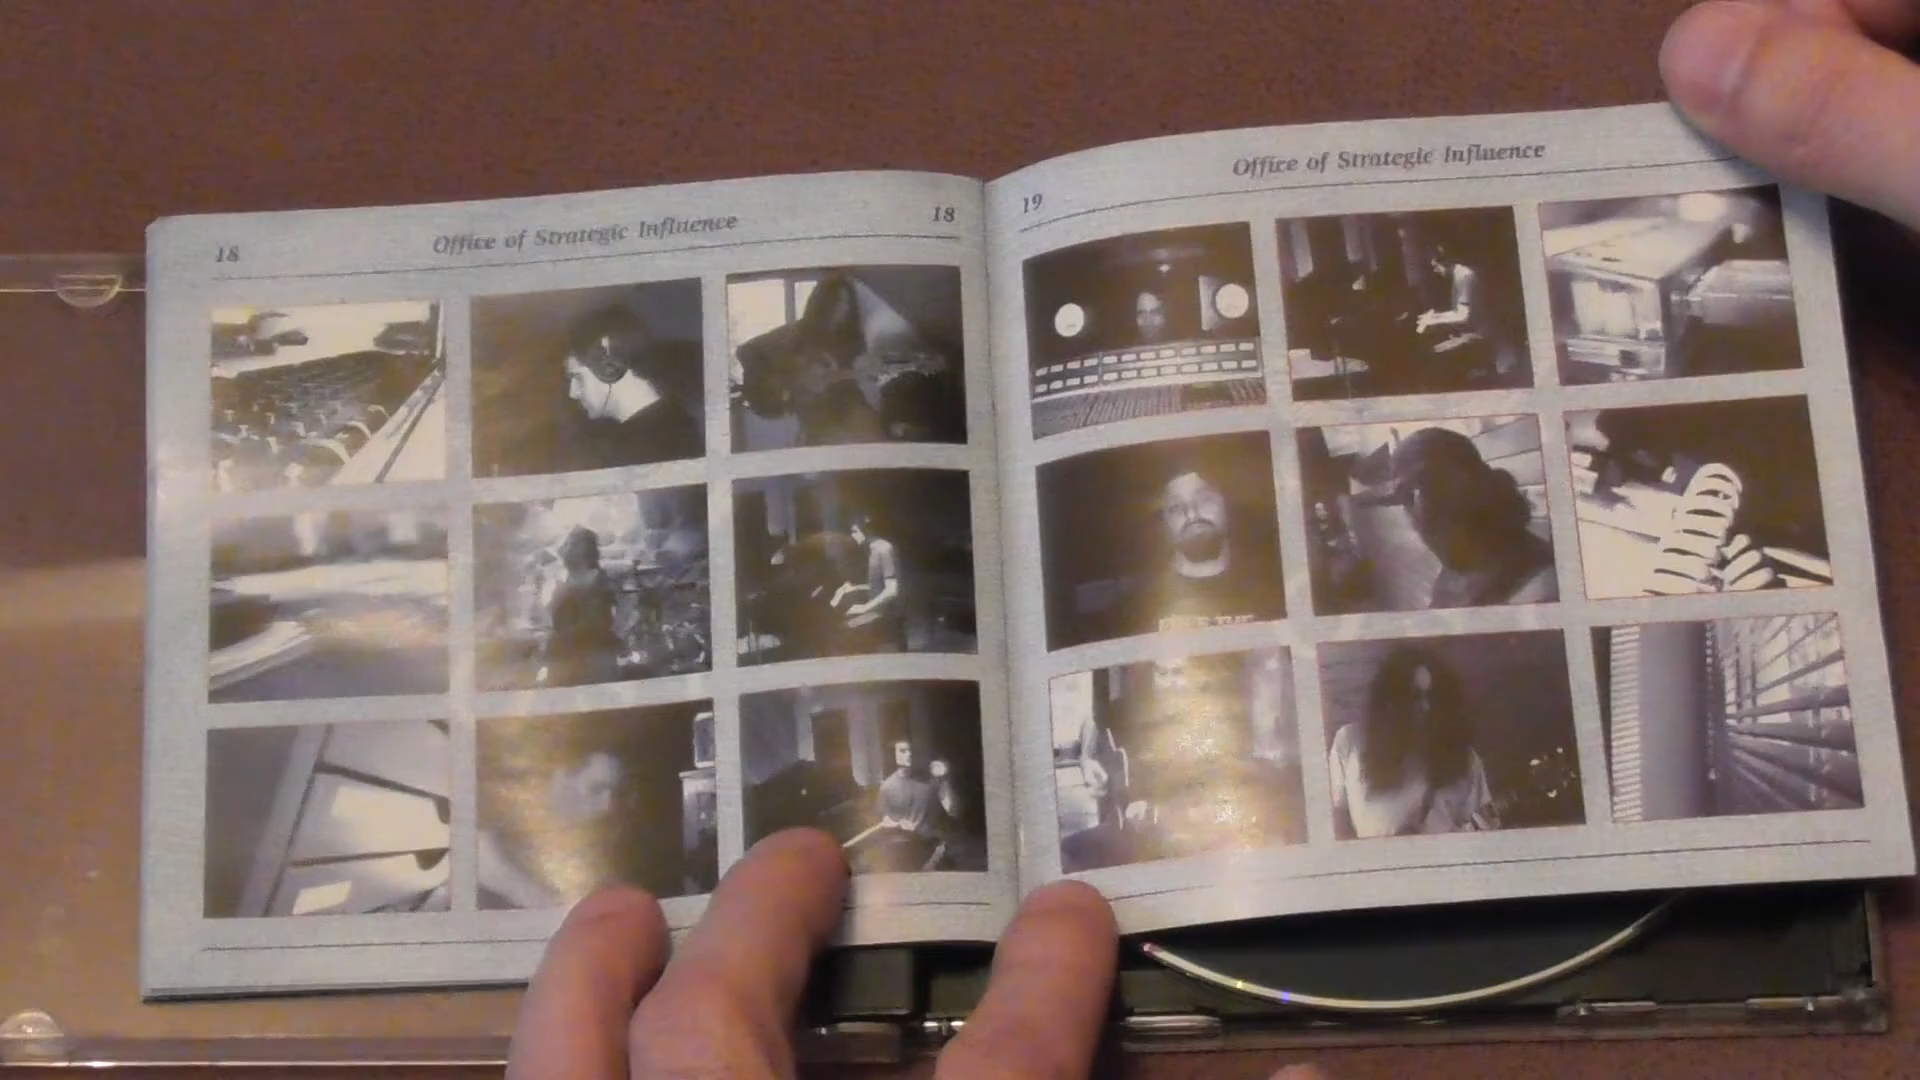 18 Office of Strategic Influence 18
19 Office of Strategic Influence